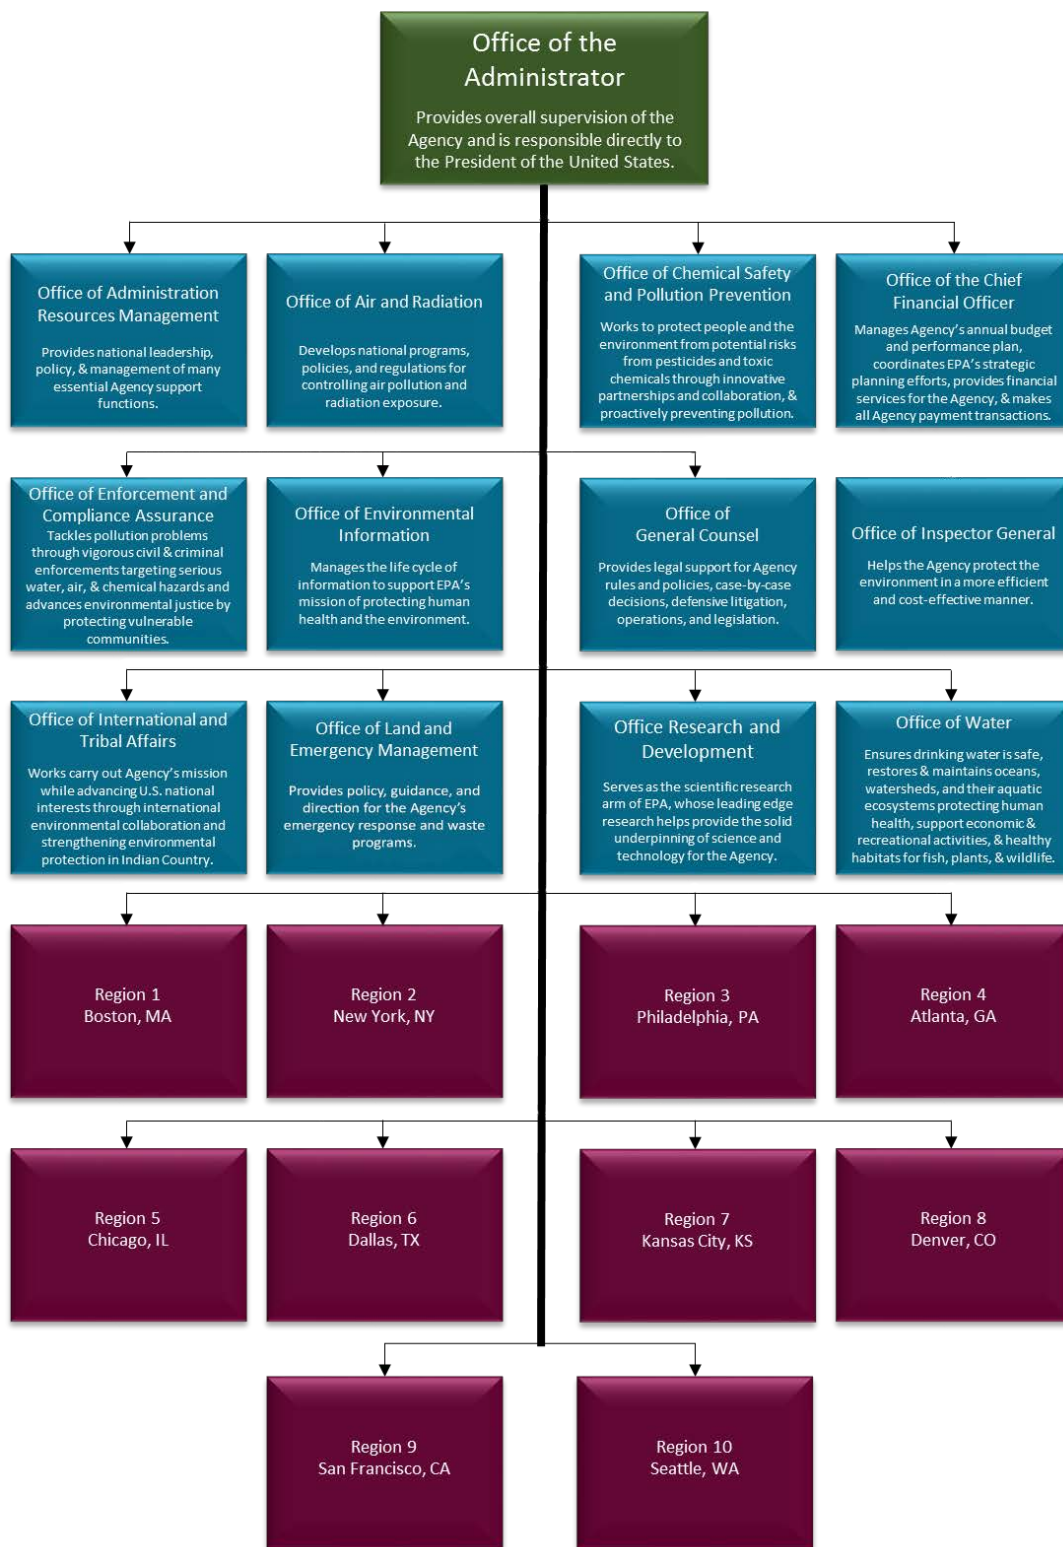 Office of the
Administrator
Provides overall supervision of the
Agency and is responsible directly to
the President of the United States.
Office of Administration
Resources Management
Provides national leadership,
policy, & management of many
essential Agency support
functions.
Office of Air and Radiation
Develops national programs,
policies, and regulations for
controlling air pollution and
radiation exposure.
Office of Chemical Safety
and Pollution Prevention
Works to protect people and the
environment from potential risks
from pesticides and toxic
chemicals through innovative
partnerships and collaboration, &
proactively preventing pollution.
Office of the Chief
Financial Officer
Manages Agency's annual budget
and performance plan,
coordinates EPA's strategic
planning efforts, provides financial
services for the Agency, & makes
all Agency payment transactions.
Office of Enforcement and
Compliance Assurance
Tackles pollution problems
through vigorous civil & criminal
enforcements targeting serious
water, air, & chemical hazards and
advances environmental justice by
protecting vulnerable
communities.
Office of Environmental
Information
Manages the life cycle of
information to support EPA's
mission of protecting human
health and the environment.
Office of
General Counsel
Provides legal support for Agency
rules and policies, case-by-case
decisions, defensive litigation,
operations, and legislation.
Office of Inspector General
Helps the Agency protect the
environment in a more efficient
and cost-effective manner.
Office of International and
Tribal Affairs
Works carry out Agency's mission
while advancing U.S. national
interests through international
environmental collaboration and
strengthening environmental
protection in Indian Country.
Office of Land and
Emergency Management
Provides policy, guidance, and
direction for the Agency's
emergency response and waste
programs.
Office Research and
Development
Serves as the scientific research
arm of EPA, whose leading edge
research helps provide the solid
underpinning of science and
technology for the Agency.
Office of Water
Ensures drinking water is safe,
restores & maintains oceans,
watersheds, and their aquatic
ecosystems protecting human
health, support economic &
recreational activities, & healthy
habitats for fish, plants, & wildlife.
Region 1
Boston, MA
Region 2
New York, NY
Region 3
Philadelphia, PA
Region 4
Atlanta, GA
Region 5
Chicago, IL
Region 6
Dallas, TX
Region 7
Kansas City, KS
Region 8
Denver, CO
Region 9
San Francisco, CA
Region 10
Seattle, WA